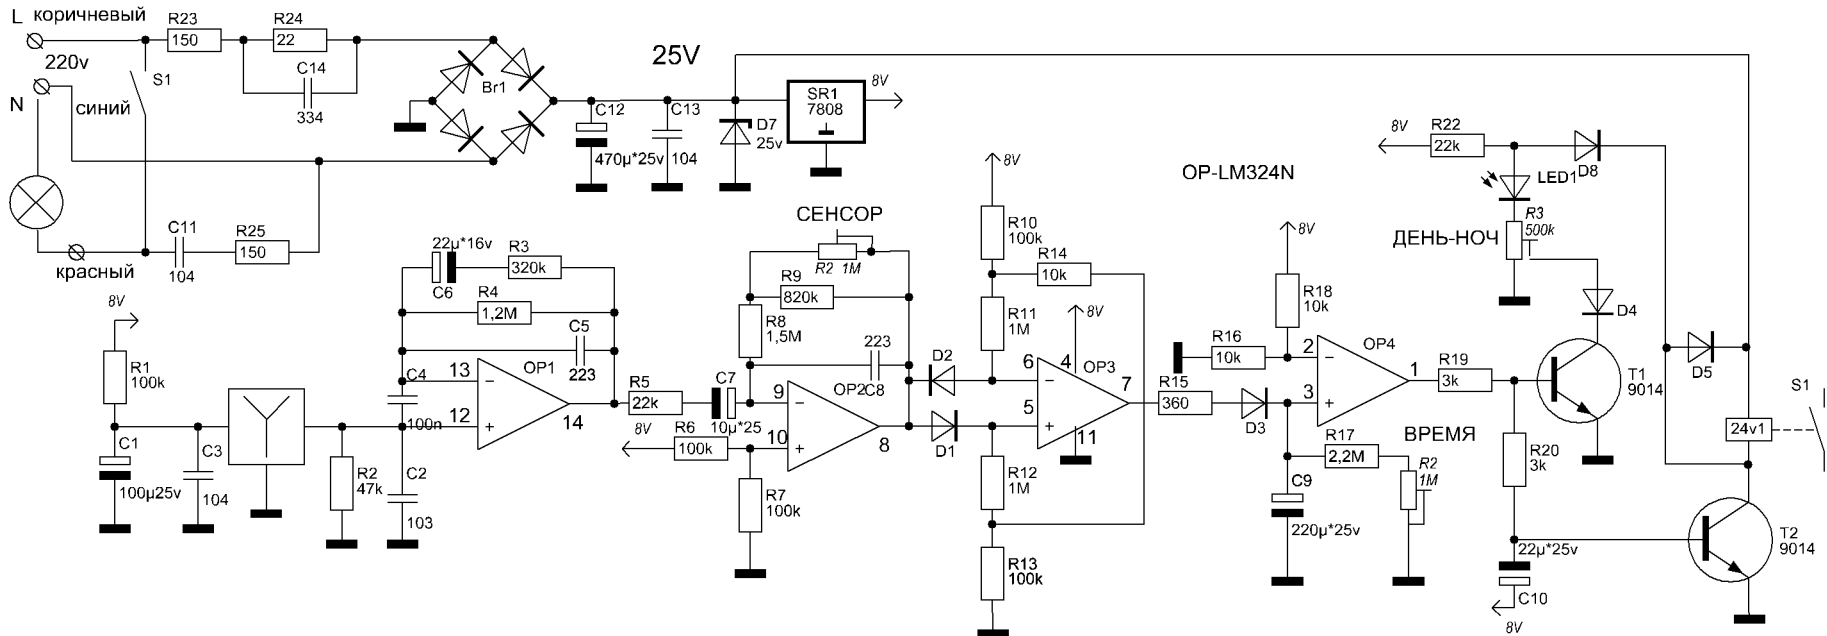 L коричневый
R23
150
R24
22
220v
S1
C14
334
N
синий
Br1
25V
C12
470µ*25v
C13
104
D7
25v
SR1
7808
8V
красный
C11
104
R25
150
8V
R1
100k
C1
100µ25v
C3
104
R2
47k
C4
100n
C2
103
22µ*16v
C6
R3
320k
R4
1,2M
C5
223
OP1
13
12
14
R5
22k
C7
10µ*25
8V
R6
100k
R7
100k
СЕНСОР
R2 1M
R9
820k
R8
1,5M
223
C8
OP2
9
10
8
D2
D1
8V
R10
100k
R14
10k
R11
1M
8V
6
5
4
OP3
7
11
R12
1M
R13
100k
R15
360
D3
OP-LM324N
8V
R18
10k
R16
10k
2
3
OP4
1
R17
2,2M
C9
220µ*25v
ВРЕМЯ
R2
1M
R19
3k
R20
3k
22µ*25v
C10
8V
8V
R22
22k
LED1
D8
ДЕНЬ-НОЧ
R3
500k
D4
T1
9014
D5
24v1
S1
T2
9014